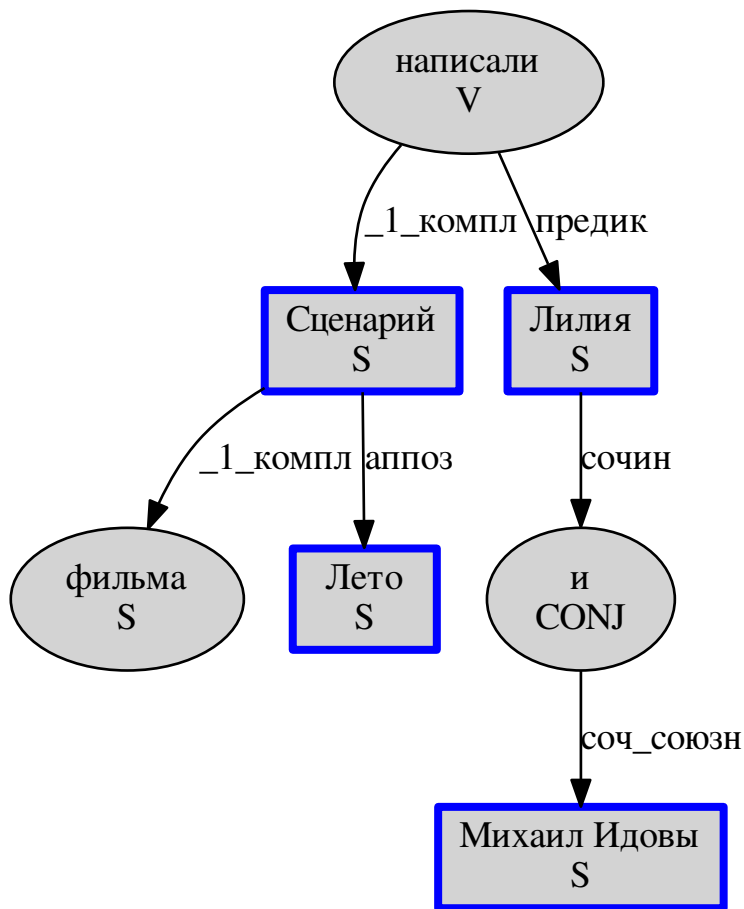 написали
V
_1_компл предик
Сценарий
S
Лилия
S
_1_компл аппоз
сочин
фильма
S
Лето
S
и
CONJ
соч_союзн
Михаил Идовы
S